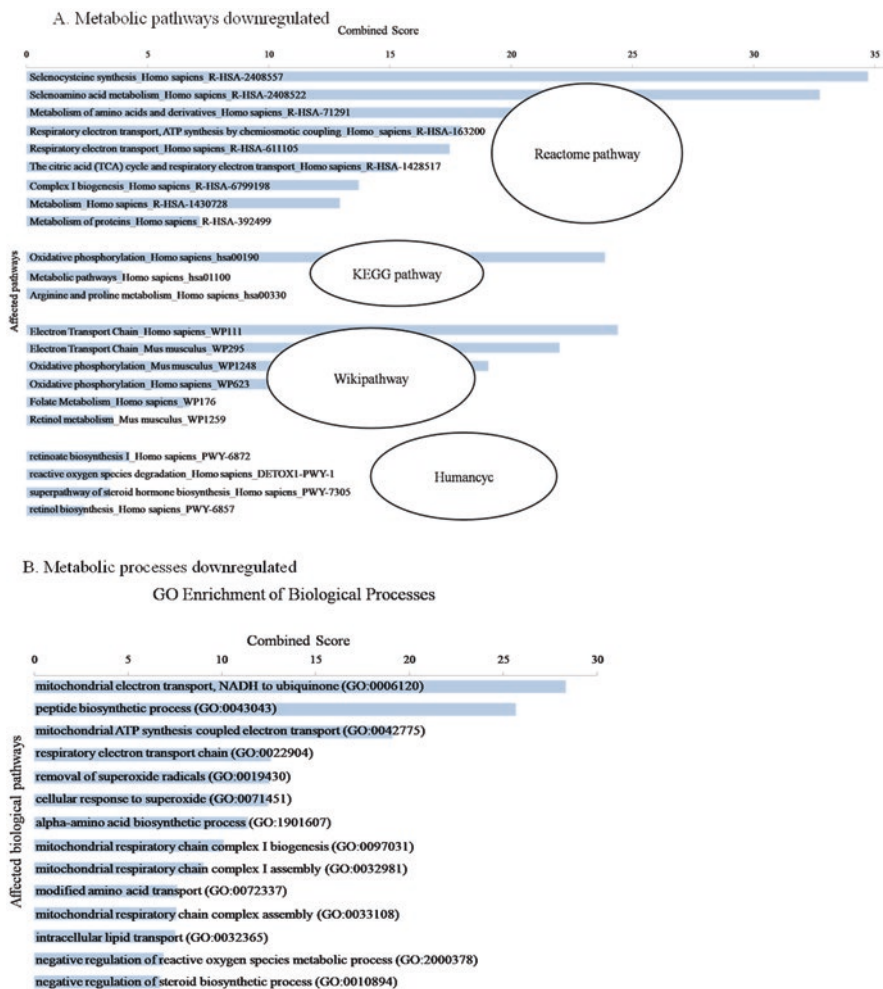 A. Metabolic pathways downregulated
Combined Score
0 5 10 15 20 25 30 35
Affected pathways
Selenocysteine synthesis_Homo sapiens_R-HSA-2408557
Selenoamino acid metabolism_Homo sapiens_R-HSA-2408522
Metabolism of amino acids and derivatives_Homo sapiens_R-HSA-71291
Respiratory electron transport, ATP synthesis by chemiosmotic coupling_Homo_sapiens_R-HSA-163200
Respiratory electron transport_Homo sapiens_R-HSA-611105
The citric acid (TCA) cycle and respiratory electron transport_Homo sapiens_R-HSA-1428517
Complex I biogenesis_Homo sapiens_R-HSA-6799198
Metabolism_Homo sapiens_R-HSA-1430728
Metabolism of proteins_Homo sapiens_R-HSA-392499
Reactome pathway
Oxidative phosphorylation_Homo sapiens_hsa00190
Metabolic pathways_Homo sapiens_hsa01100
Arginine and proline metabolism_Homo sapiens_hsa00330
KEGG pathway
Electron Transport Chain_Homo sapiens_WP111
Electron Transport Chain_Mus musculus_WP295
Oxidative phosphorylation_Mus musculus_WP1248
Oxidative phosphorylation_Homo sapiens_WP623
Folate Metabolism_Homo sapiens_WP176
Retinol metabolism_Mus musculus_WP1259
Wikipathway
retinoate biosynthesis I_Homo sapiens_PWY-6872
reactive oxygen species degradation_Homo sapiens_DETOX1-PWY-1
superpathway of steroid hormone biosynthesis_Homo sapiens_PWY-7305
retinol biosynthesis_Homo sapiens_PWY-6857
Humancyc
B. Metabolic processes downregulated
GO Enrichment of Biological Processes
Combined Score
0 5 10 15 20 25 30
Affected biological pathways
mitochondrial electron transport, NADH to ubiquinone (GO:0006120)
peptide biosynthetic process (GO:0043043)
mitochondrial ATP synthesis coupled electron transport (GO:0042775)
respiratory electron transport chain (GO:0022904)
removal of superoxide radicals (GO:0019430)
cellular response to superoxide (GO:0071451)
alpha-amino acid biosynthetic process (GO:1901607)
mitochondrial respiratory chain complex I biogenesis (GO:0097031)
mitochondrial respiratory chain complex I assembly (GO:0032981)
modified amino acid transport (GO:0072337)
mitochondrial respiratory chain complex assembly (GO:0033108)
intracellular lipid transport (GO:0032365)
negative regulation of reactive oxygen species metabolic process (GO:2000378)
negative regulation of steroid biosynthetic process (GO:0010894)